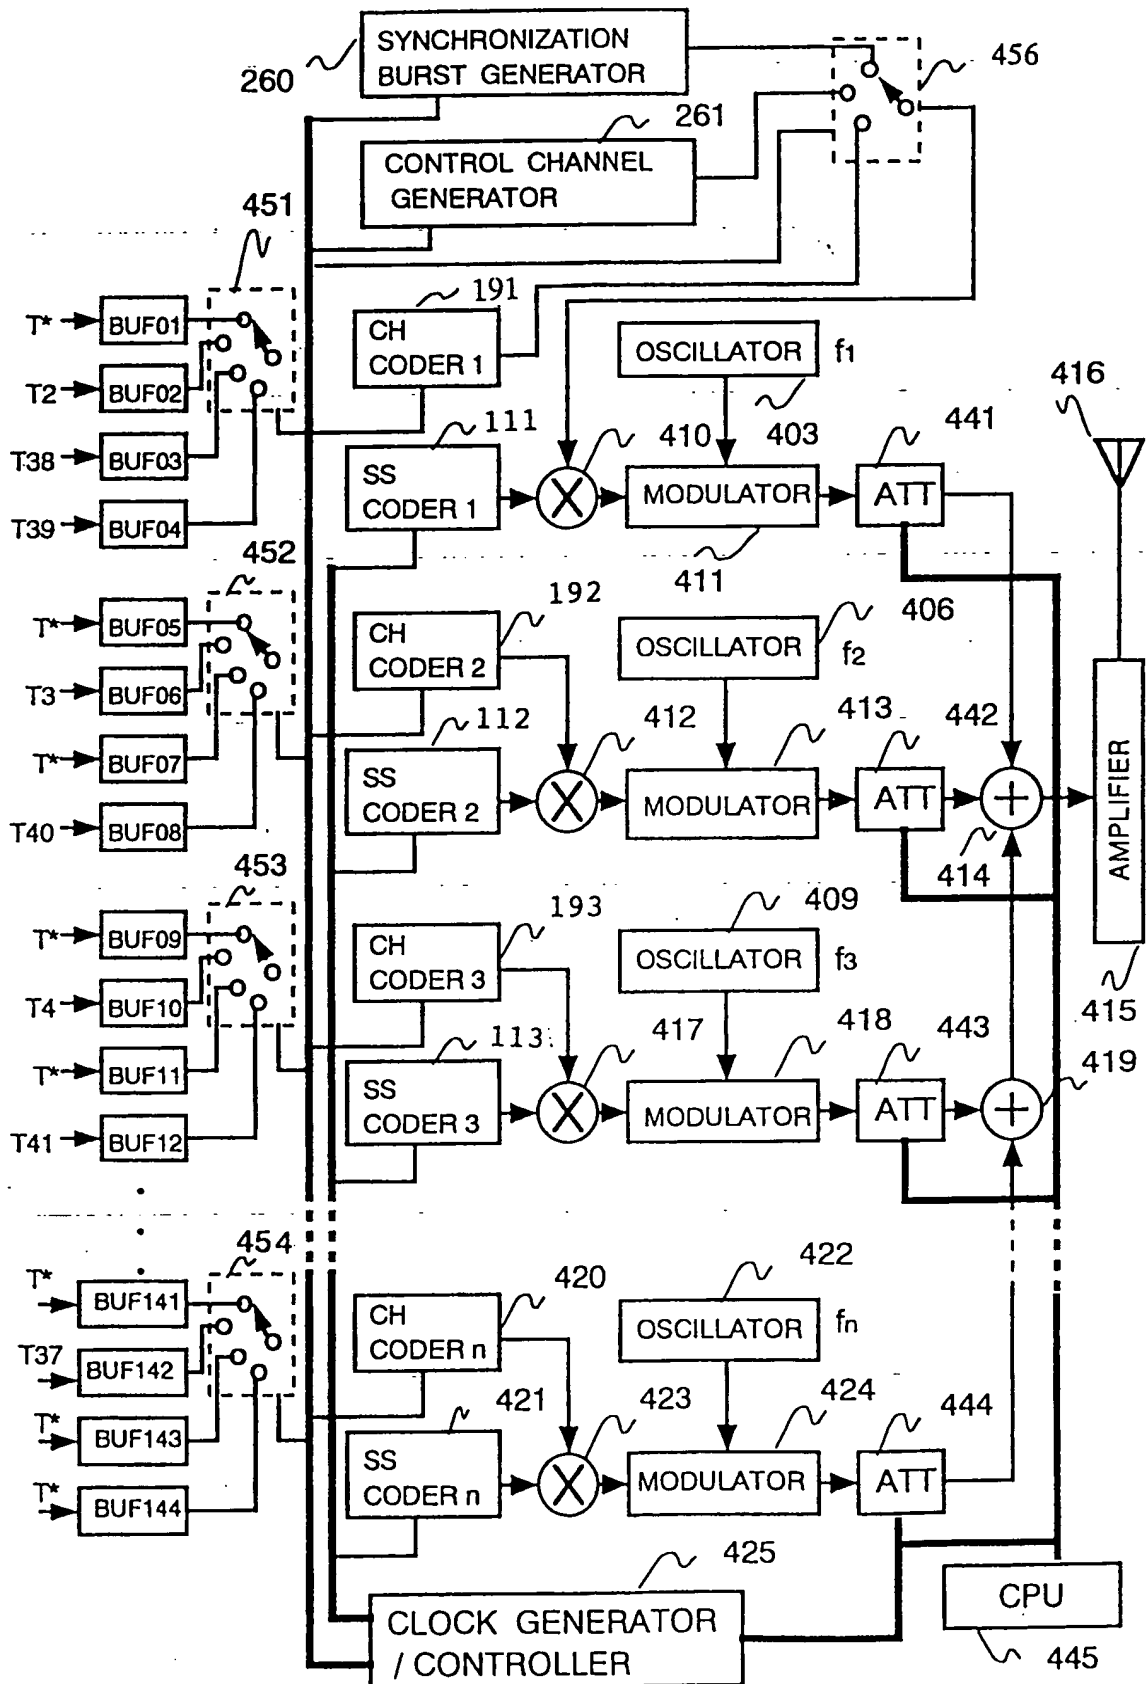 SYNCHRONIZATION
BURST GENERATOR
260
456
261
CONTROL CHANNEL
GENERATOR
451
191
T*
BUF01
CH
CODER 1
OSCILLATOR
f1
T2
BUF02
416
111
410
403
441
T38
BUF03
SS
CODER 1
MODULATOR
ATT
T39
BUF04
411
452
192
406
T*
BUF05
CH
CODER 2
OSCILLATOR
f2
T3
BUF06
112
412
413
442
T*
BUF07
SS
CODER 2
MODULATOR
ATT
AMPLIFIER
T40
BUF08
414
453
193
409
T*
BUF09
CH
CODER 3
OSCILLATOR
f3
T4
BUF10
415
113
417
418
443
419
T*
BUF11
SS
CODER 3
MODULATOR
ATT
T41
BUF12
454
420
422
T*
BUF141
CH
CODER n
OSCILLATOR
fn
T37
BUF142
421
423
424
444
T*
BUF143
SS
CODER n
MODULATOR
ATT
T*
BUF144
425
CLOCK GENERATOR
/ CONTROLLER
CPU
445